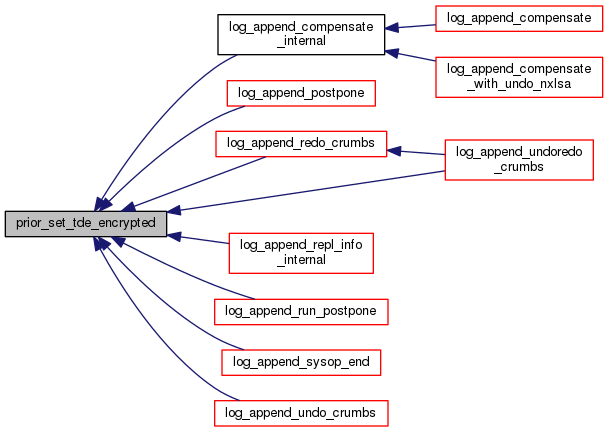 log_append_compensate
_internal
log_append_compensate
log_append_compensate
_with_undo_nxlsa
log_append_postpone
log_append_redo_crumbs
log_append_undoredo
_crumbs
prior_set_tde_encrypted
log_append_repl_info
_internal
log_append_run_postpone
log_append_sysop_end
log_append_undo_crumbs